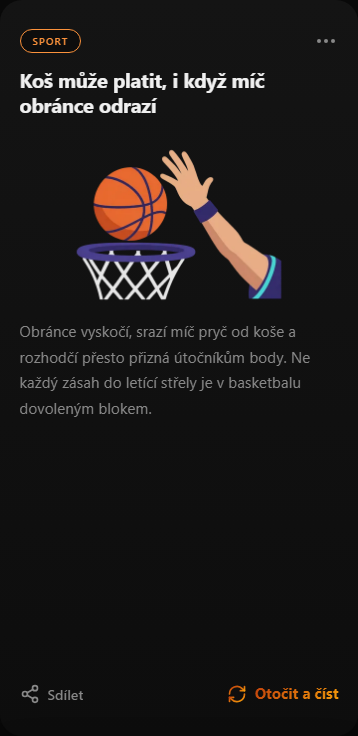 SPORT
Koš může platit, i když míč
obránce odrazí
Obránce vyskočí, srazí míč pryč od koše a
rozhodčí přesto přizná útočníkům body. Ne
každý zásah do letící střely je v basketbalu
dovoleným blokem.
Sdílet
Otočit a číst